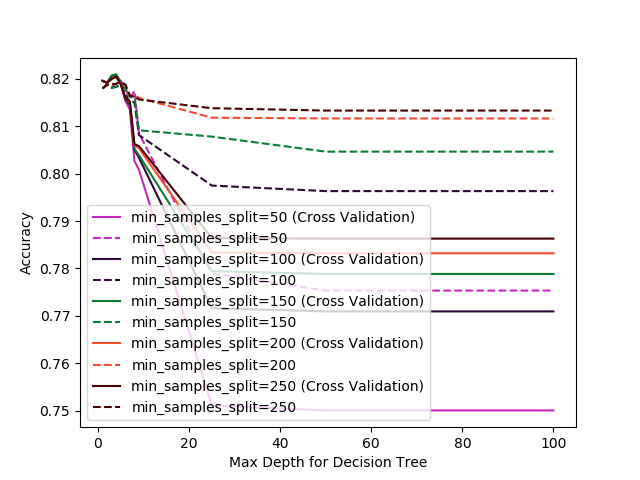 0.82
0.81
0.80
0.79
0.78
0.77
0.76
0.75
Accuracy
min_samples_split=50 (Cross Validation)
min_samples_split=50
min_samples_split=100 (Cross Validation)
min_samples_split=100
min_samples_split=150 (Cross Validation)
min_samples_split=150
min_samples_split=200 (Cross Validation)
min_samples_split=200
min_samples_split=250 (Cross Validation)
min_samples_split=250
0 20 40 60 80 100
Max Depth for Decision Tree